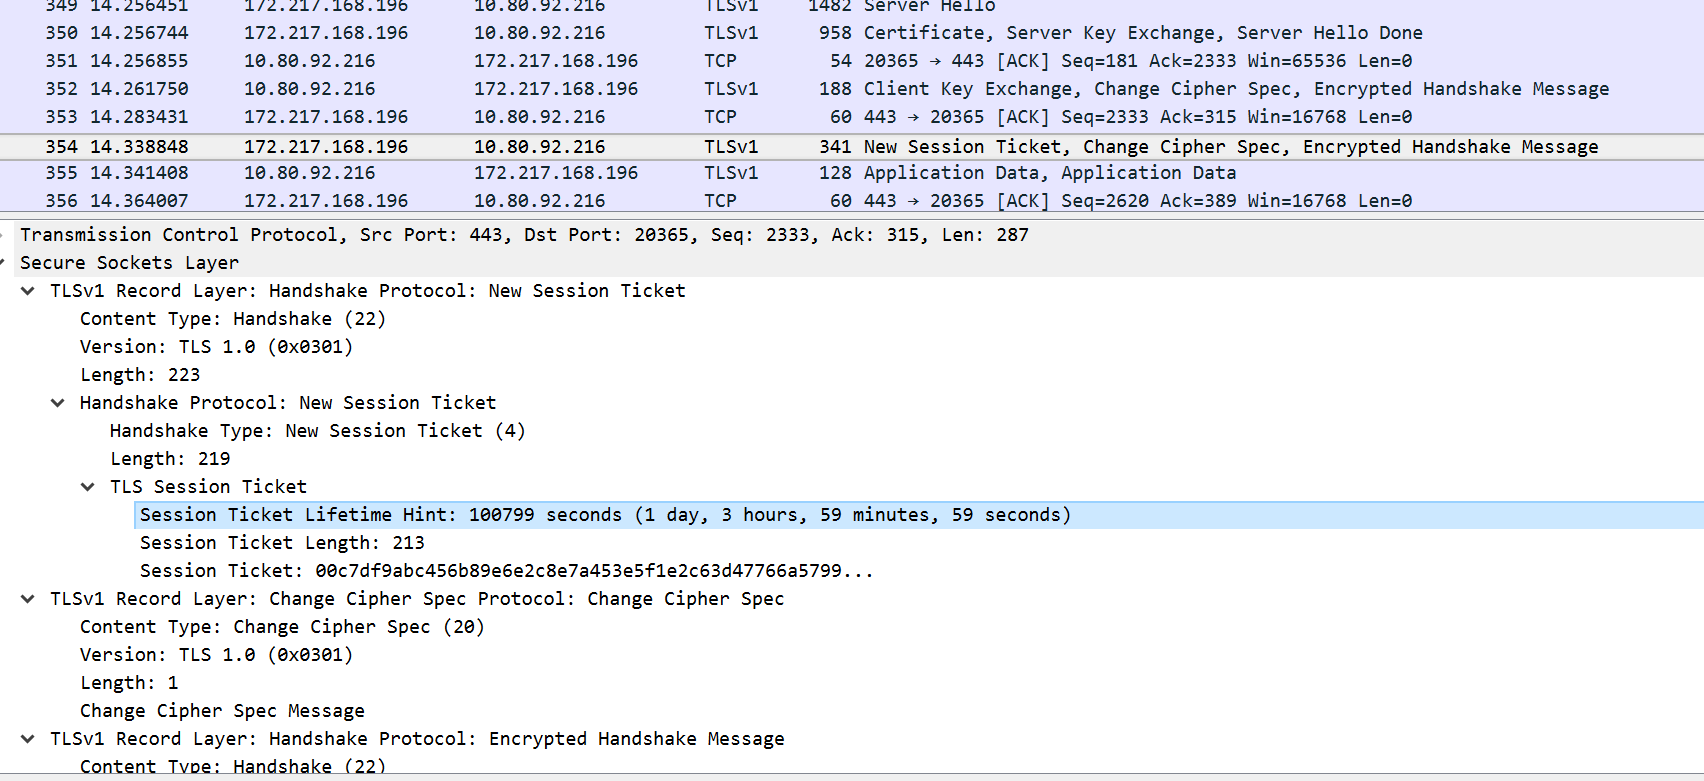 349 14.256451 172.217.168.196 10.80.92.216 TLSv1 1482 Server Hello
350 14.256744 172.217.168.196 10.80.92.216 TLSv1 958 Certificate, Server Key Exchange, Server Hello Done
351 14.256855 10.80.92.216 172.217.168.196 TCP 54 20365 → 443 [ACK] Seq=181 Ack=2333 Win=65536 Len=0
352 14.261750 10.80.92.216 172.217.168.196 TLSv1 188 Client Key Exchange, Change Cipher Spec, Encrypted Handshake Message
353 14.283431 172.217.168.196 10.80.92.216 TCP 60 443 → 20365 [ACK] Seq=2333 Ack=315 Win=16768 Len=0
354 14.338848 172.217.168.196 10.80.92.216 TLSv1 341 New Session Ticket, Change Cipher Spec, Encrypted Handshake Message
355 14.341408 10.80.92.216 172.217.168.196 TLSv1 128 Application Data, Application Data
356 14.364007 172.217.168.196 10.80.92.216 TCP 60 443 → 20365 [ACK] Seq=2620 Ack=389 Win=16768 Len=0
Transmission Control Protocol, Src Port: 443, Dst Port: 20365, Seq: 2333, Ack: 315, Len: 287
Secure Sockets Layer
TLSv1 Record Layer: Handshake Protocol: New Session Ticket
Content Type: Handshake (22)
Version: TLS 1.0 (0x0301)
Length: 223
Handshake Protocol: New Session Ticket
Handshake Type: New Session Ticket (4)
Length: 219
TLS Session Ticket
Session Ticket Lifetime Hint: 100799 seconds (1 day, 3 hours, 59 minutes, 59 seconds)
Session Ticket Length: 213
Session Ticket: 00c7df9abc456b89e6e2c8e7a453e5f1e2c63d47766a5799...
TLSv1 Record Layer: Change Cipher Spec Protocol: Change Cipher Spec
Content Type: Change Cipher Spec (20)
Version: TLS 1.0 (0x0301)
Length: 1
Change Cipher Spec Message
TLSv1 Record Layer: Handshake Protocol: Encrypted Handshake Message
Content Type: Handshake (22)